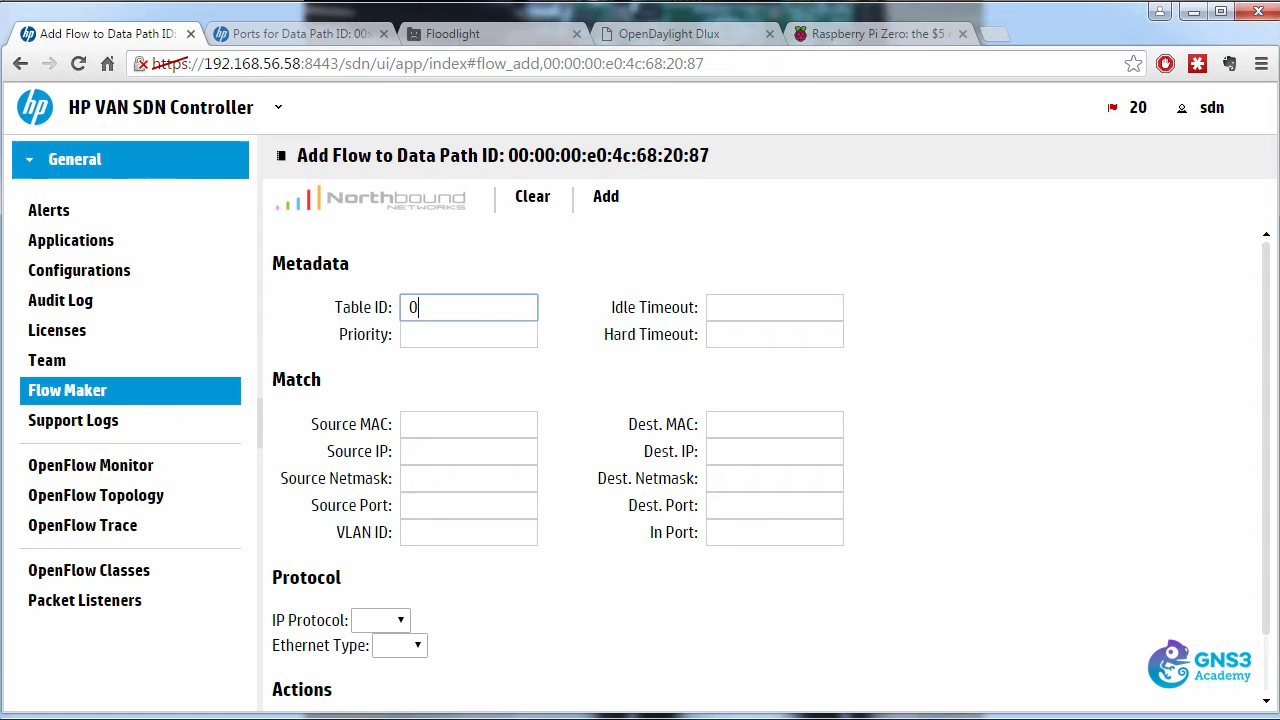 Add Flow to Data Path ID:
Ports for Data Path ID: 00:
Floodlight
OpenDaylight Dlux
Raspberry Pi Zero: the $5
https://192.168.56.58:8443/sdn/ui/app/index#flow_add,00:00:00:e0:4c:68:20:87
hp
HP VAN SDN Controller
20
sdn
General
Alerts
Applications
Configurations
Audit Log
Licenses
Team
Flow Maker
Support Logs
OpenFlow Monitor
OpenFlow Topology
OpenFlow Trace
OpenFlow Classes
Packet Listeners
Add Flow to Data Path ID: 00:00:00:e0:4c:68:20:87
Northbound
NETWORKS
Clear
Add
Metadata
Table ID: 0
Idle Timeout:
Priority:
Hard Timeout:
Match
Source MAC:
Dest. MAC:
Source IP:
Dest. IP:
Source Netmask:
Dest. Netmask:
Source Port:
Dest. Port:
VLAN ID:
In Port:
Protocol
IP Protocol:
Ethernet Type:
Actions
GNS3
Academy